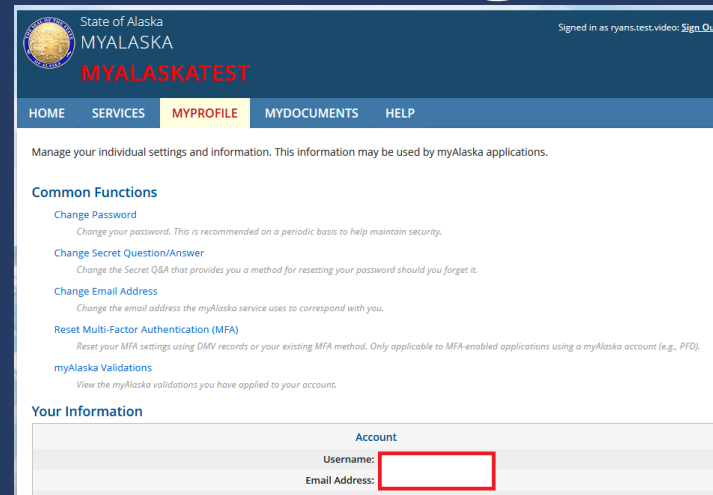 State of Alaska
MYALASKA
MYALASKATEST
Signed in as ryans.test.video: Sign Ou
HOME SERVICES MYPROFILE MYDOCUMENTS HELP
Manage your individual settings and information. This information may be used by myAlaska applications.
Common Functions
Change Password
Change your password. This is recommended on a periodic basis to help maintain security.
Change Secret Question/Answer
Change the Secret Q&A that provides you a method for resetting your password should you forget it.
Change Email Address
Change the email address the myAlaska service uses to correspond with you.
Reset Multi-Factor Authentication (MFA)
Reset your MFA settings using DMV records or your existing MFA method. Only applicable to MFA-enabled applications using a myAlaska account (e.g., PFD).
myAlaska Validations
View the myAlaska validations you have applied to your account.
Your Information
Account
Username:
Email Address: